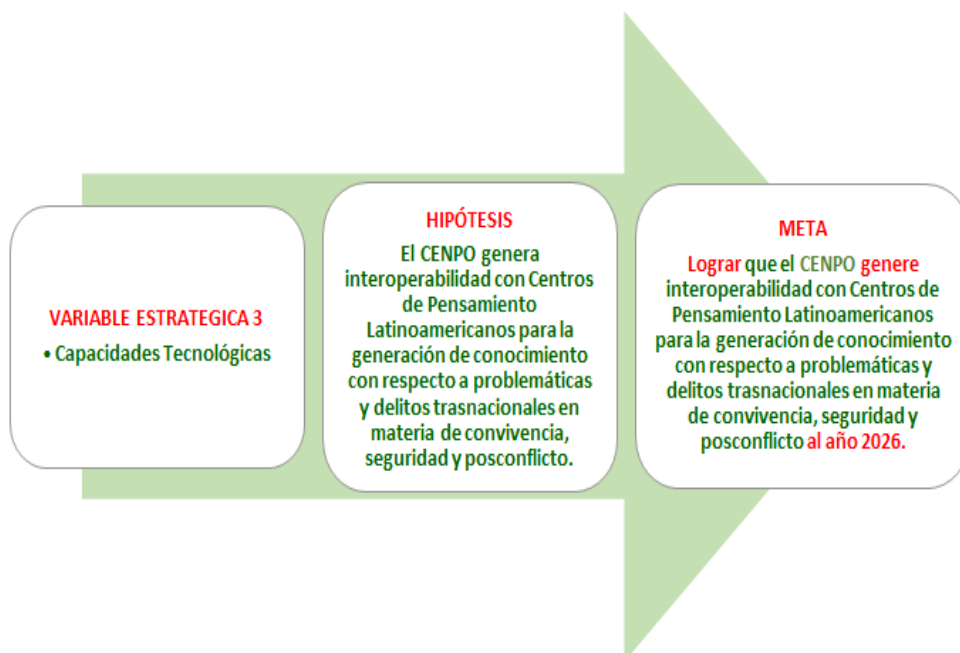 VARIABLE ESTRATEGICA 3
• Capacidades Tecnológicas
HIPÓTESIS
El CENPO genera
interoperabilidad con Centros
de Pensamiento
Latinoamericanos para la
generación de conocimiento
con respecto a problemáticas
y delitos trasnacionales en
materia de convivencia,
seguridad y posconflicto.
META
Lograr que el CENPO genere
interoperabilidad con Centros de
Pensamiento Latinoamericanos
para la generación de conocimiento
con respecto a problemáticas y
delitos trasnacionales en materia
de convivencia, seguridad y
posconflicto al año 2026.